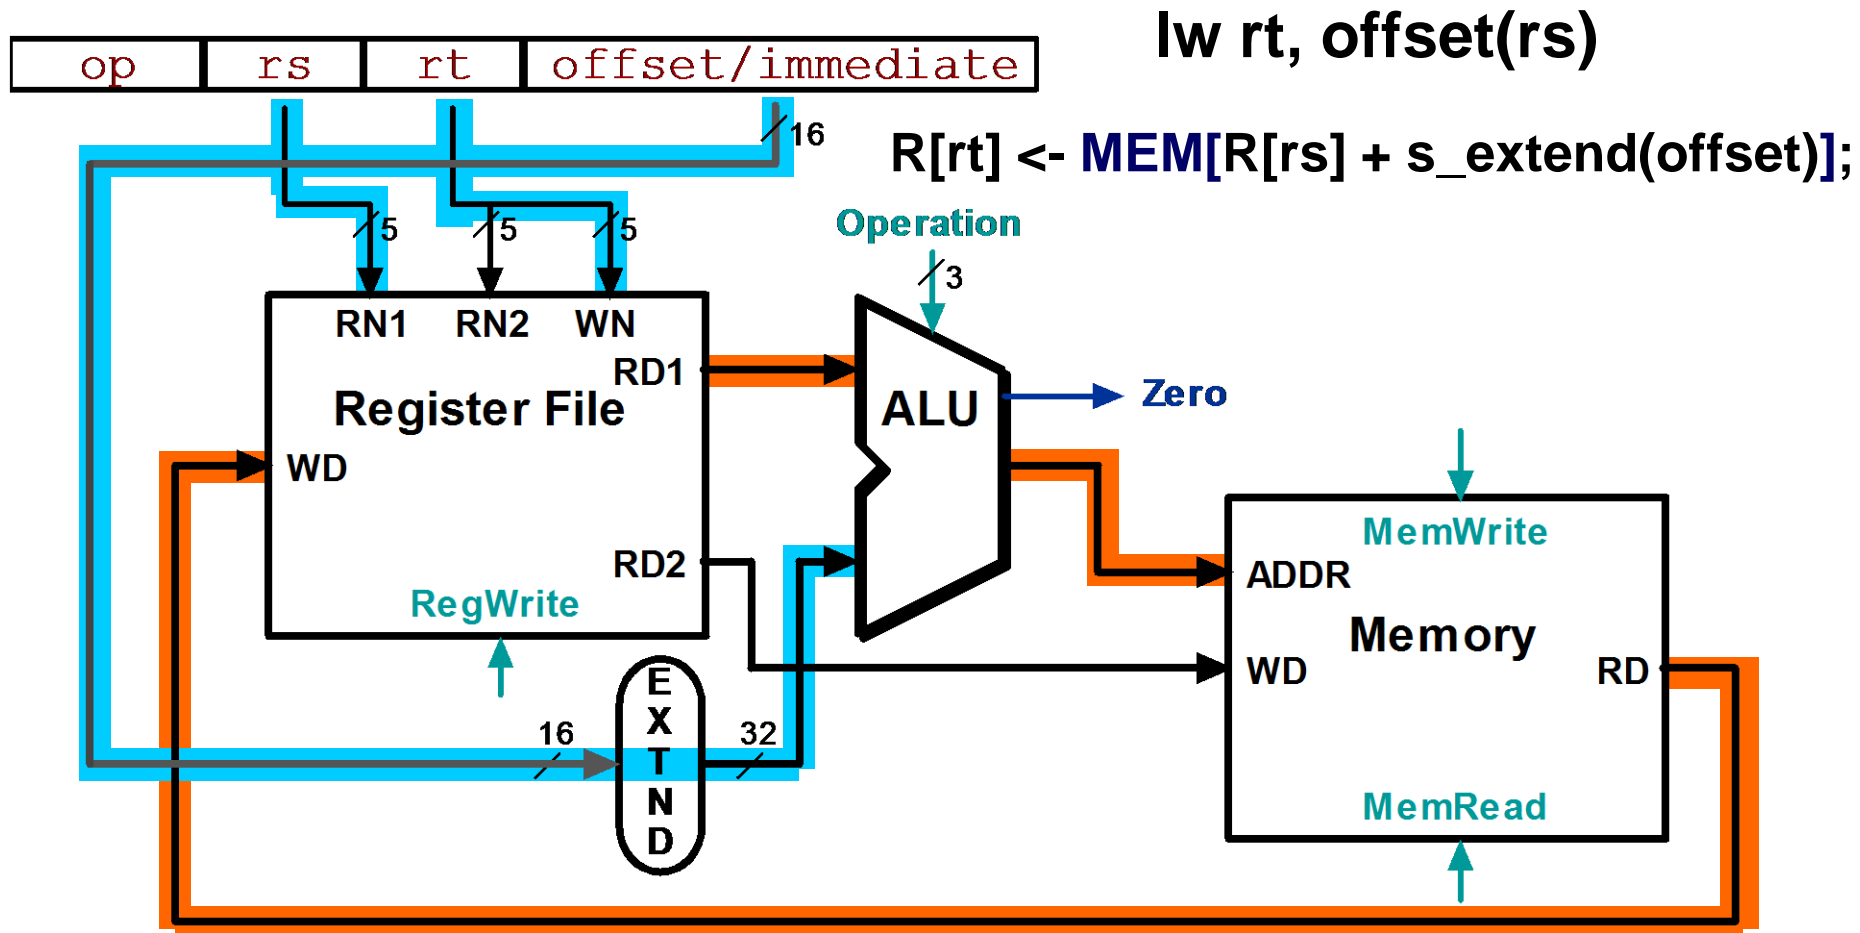 lw rt, offset(rs)
op rs rt offset/immediate
16
R[rt] <- MEM[R[rs] + s_extend(offset)];
5 5 5
Operation
3
RN1 RN2 WN
RD1
Register File
ALU
Zero
WD
MemWrite
RD2
ADDR
RegWrite
Memory
WD
RD
E
X
T
N
D
16
32
MemRead